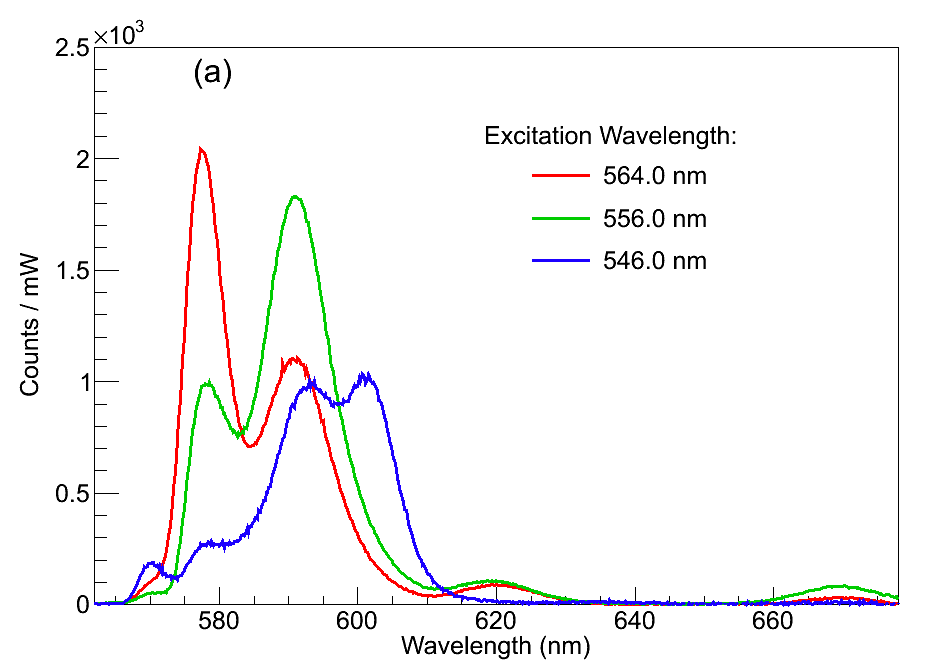 ×10³
2.5
(a)
2
1.5
1
0.5
0
Counts / mW
Excitation Wavelength:
564.0 nm
556.0 nm
546.0 nm
580 600 620 640 660
Wavelength (nm)